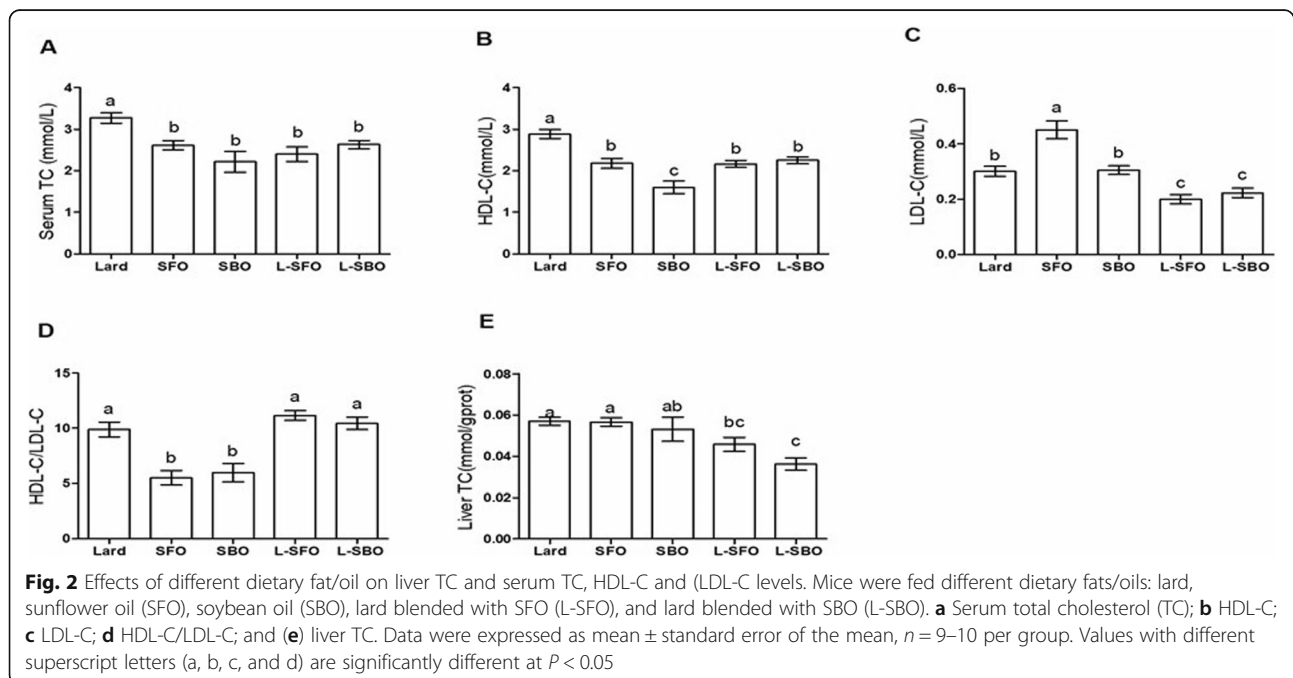 A
Serum TC (mmol/L)
4
3
2
1
0
a
b
b
b
b
Lard SFO SBO L-SFO L-SBO
B
HDL-C(mmol/L)
4
3
2
1
0
a
b
c
b
b
Lard SFO SBO L-SFO L-SBO
C
LDL-C(mmol/L)
0.6
0.4
0.2
0.0
b
a
b
c
c
Lard SFO SBO L-SFO L-SBO
D
HDL-C/LDL-C
15
10
5
0
a
b
b
a
a
Lard SFO SBO L-SFO L-SBO
E
Liver TC(mmol/gprot)
0.08
0.06
0.04
0.02
0.00
a
a
ab
bc
c
Lard SFO SBO L-SFO L-SBO
Fig. 2 Effects of different dietary fat/oil on liver TC and serum TC, HDL-C and (LDL-C levels. Mice were fed different dietary fats/oils: lard,
sunflower oil (SFO), soybean oil (SBO), lard blended with SFO (L-SFO), and lard blended with SBO (L-SBO). a Serum total cholesterol (TC); b HDL-C;
c LDL-C; d HDL-C/LDL-C; and (e) liver TC. Data were expressed as mean ± standard error of the mean, n = 9–10 per group. Values with different
superscript letters (a, b, c, and d) are significantly different at P < 0.05